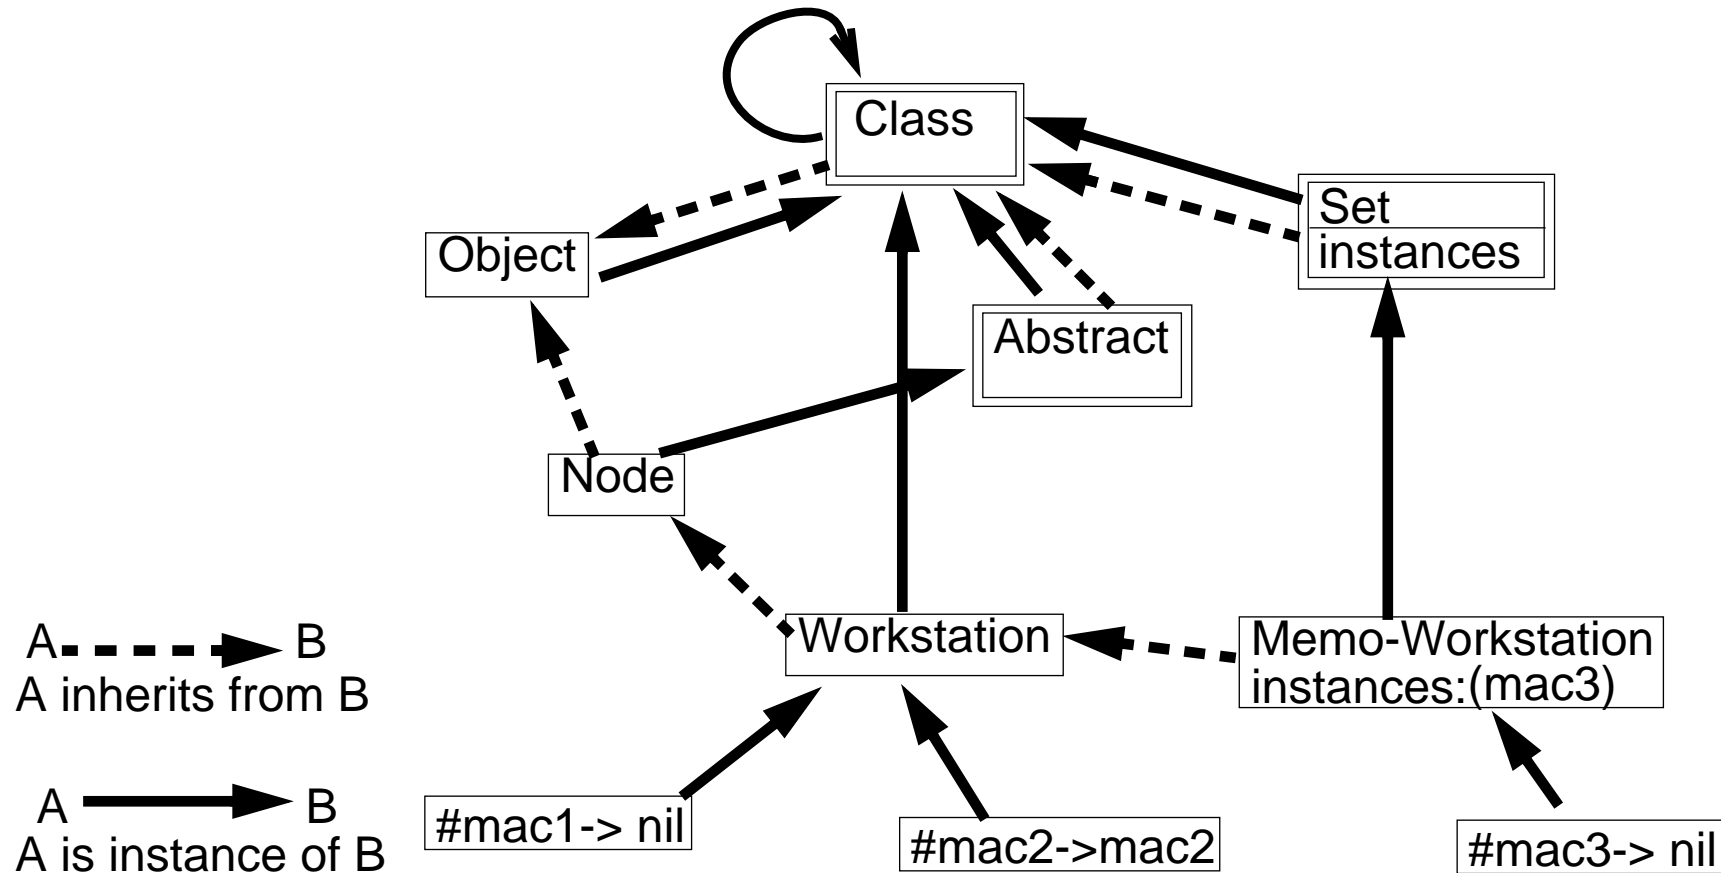 Class
Set
instances
Object
Abstract
Node
Workstation
Memo-Workstation
instances:(mac3)
A B
A inherits from B
A B
A is instance of B
#mac1-> nil
#mac2->mac2
#mac3-> nil